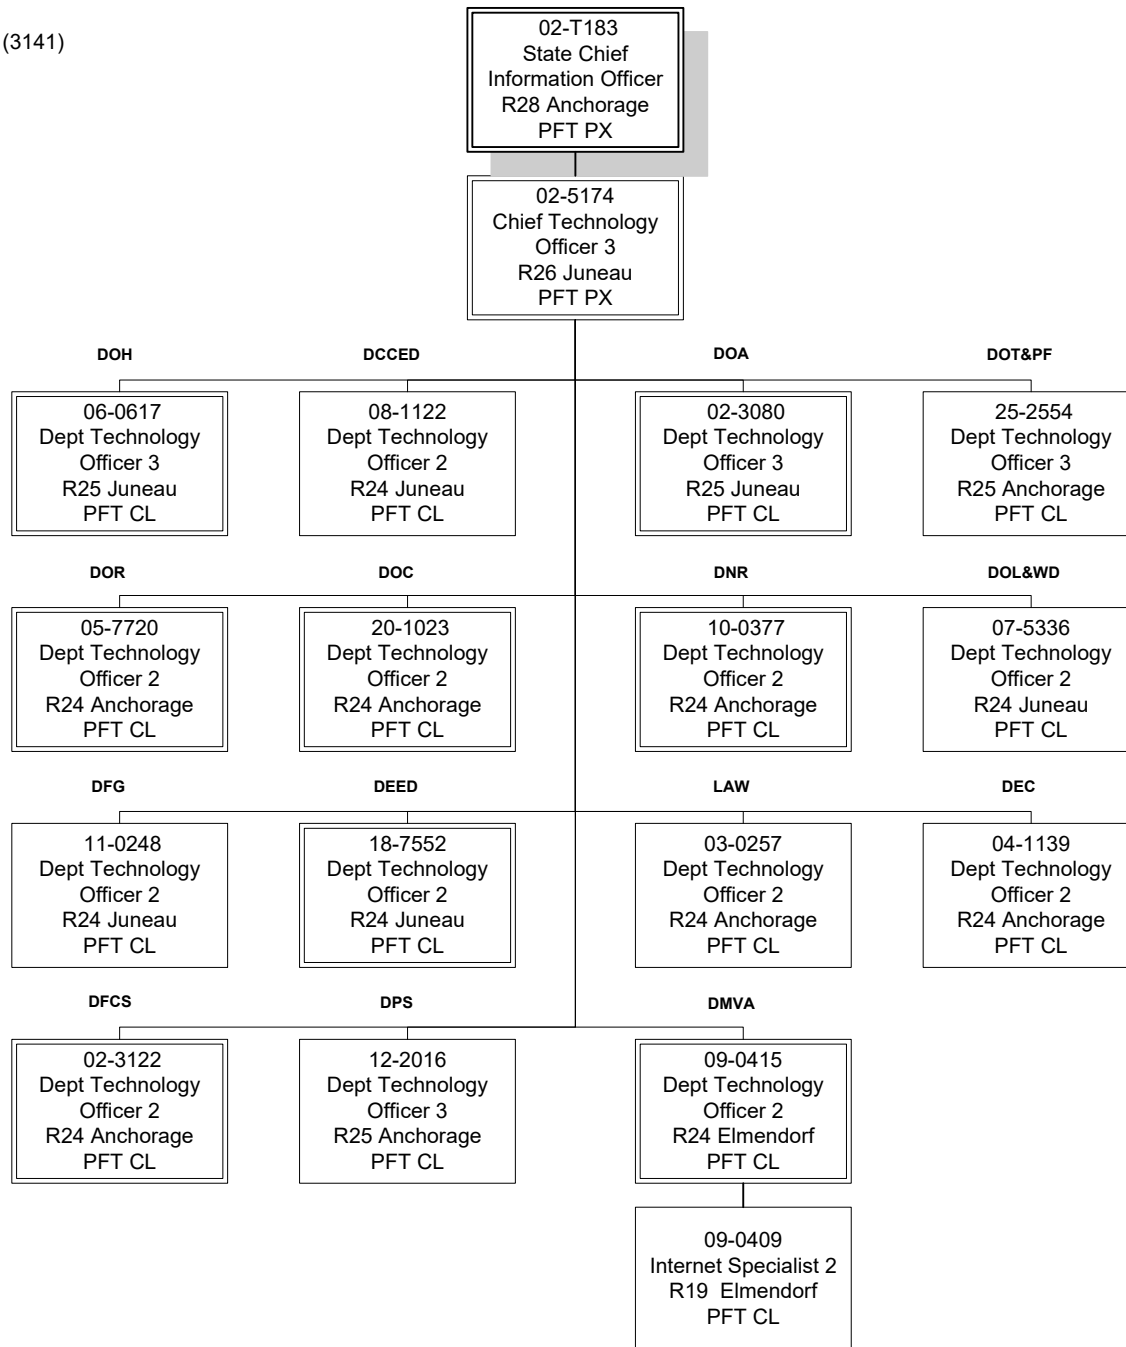 (3141)
02-T183
State Chief
Information Officer
R28 Anchorage
PFT PX
02-5174
Chief Technology
Officer 3
R26 Juneau
PFT PX
DOH
06-0617
Dept Technology
Officer 3
R25 Juneau
PFT CL
DCCED
08-1122
Dept Technology
Officer 2
R24 Juneau
PFT CL
DOA
02-3080
Dept Technology
Officer 3
R25 Juneau
PFT CL
DOT&PF
25-2554
Dept Technology
Officer 3
R25 Anchorage
PFT CL
DOR
05-7720
Dept Technology
Officer 2
R24 Anchorage
PFT CL
DOC
20-1023
Dept Technology
Officer 2
R24 Anchorage
PFT CL
DNR
10-0377
Dept Technology
Officer 2
R24 Anchorage
PFT CL
DOL&WD
07-5336
Dept Technology
Officer 2
R24 Juneau
PFT CL
DFG
11-0248
Dept Technology
Officer 2
R24 Juneau
PFT CL
DEED
18-7552
Dept Technology
Officer 2
R24 Juneau
PFT CL
LAW
03-0257
Dept Technology
Officer 2
R24 Anchorage
PFT CL
DEC
04-1139
Dept Technology
Officer 2
R24 Anchorage
PFT CL
DFCS
02-3122
Dept Technology
Officer 2
R24 Anchorage
PFT CL
DPS
12-2016
Dept Technology
Officer 3
R25 Anchorage
PFT CL
DMVA
09-0415
Dept Technology
Officer 2
R24 Elmendorf
PFT CL
09-0409
Internet Specialist 2
R19  Elmendorf
PFT CL